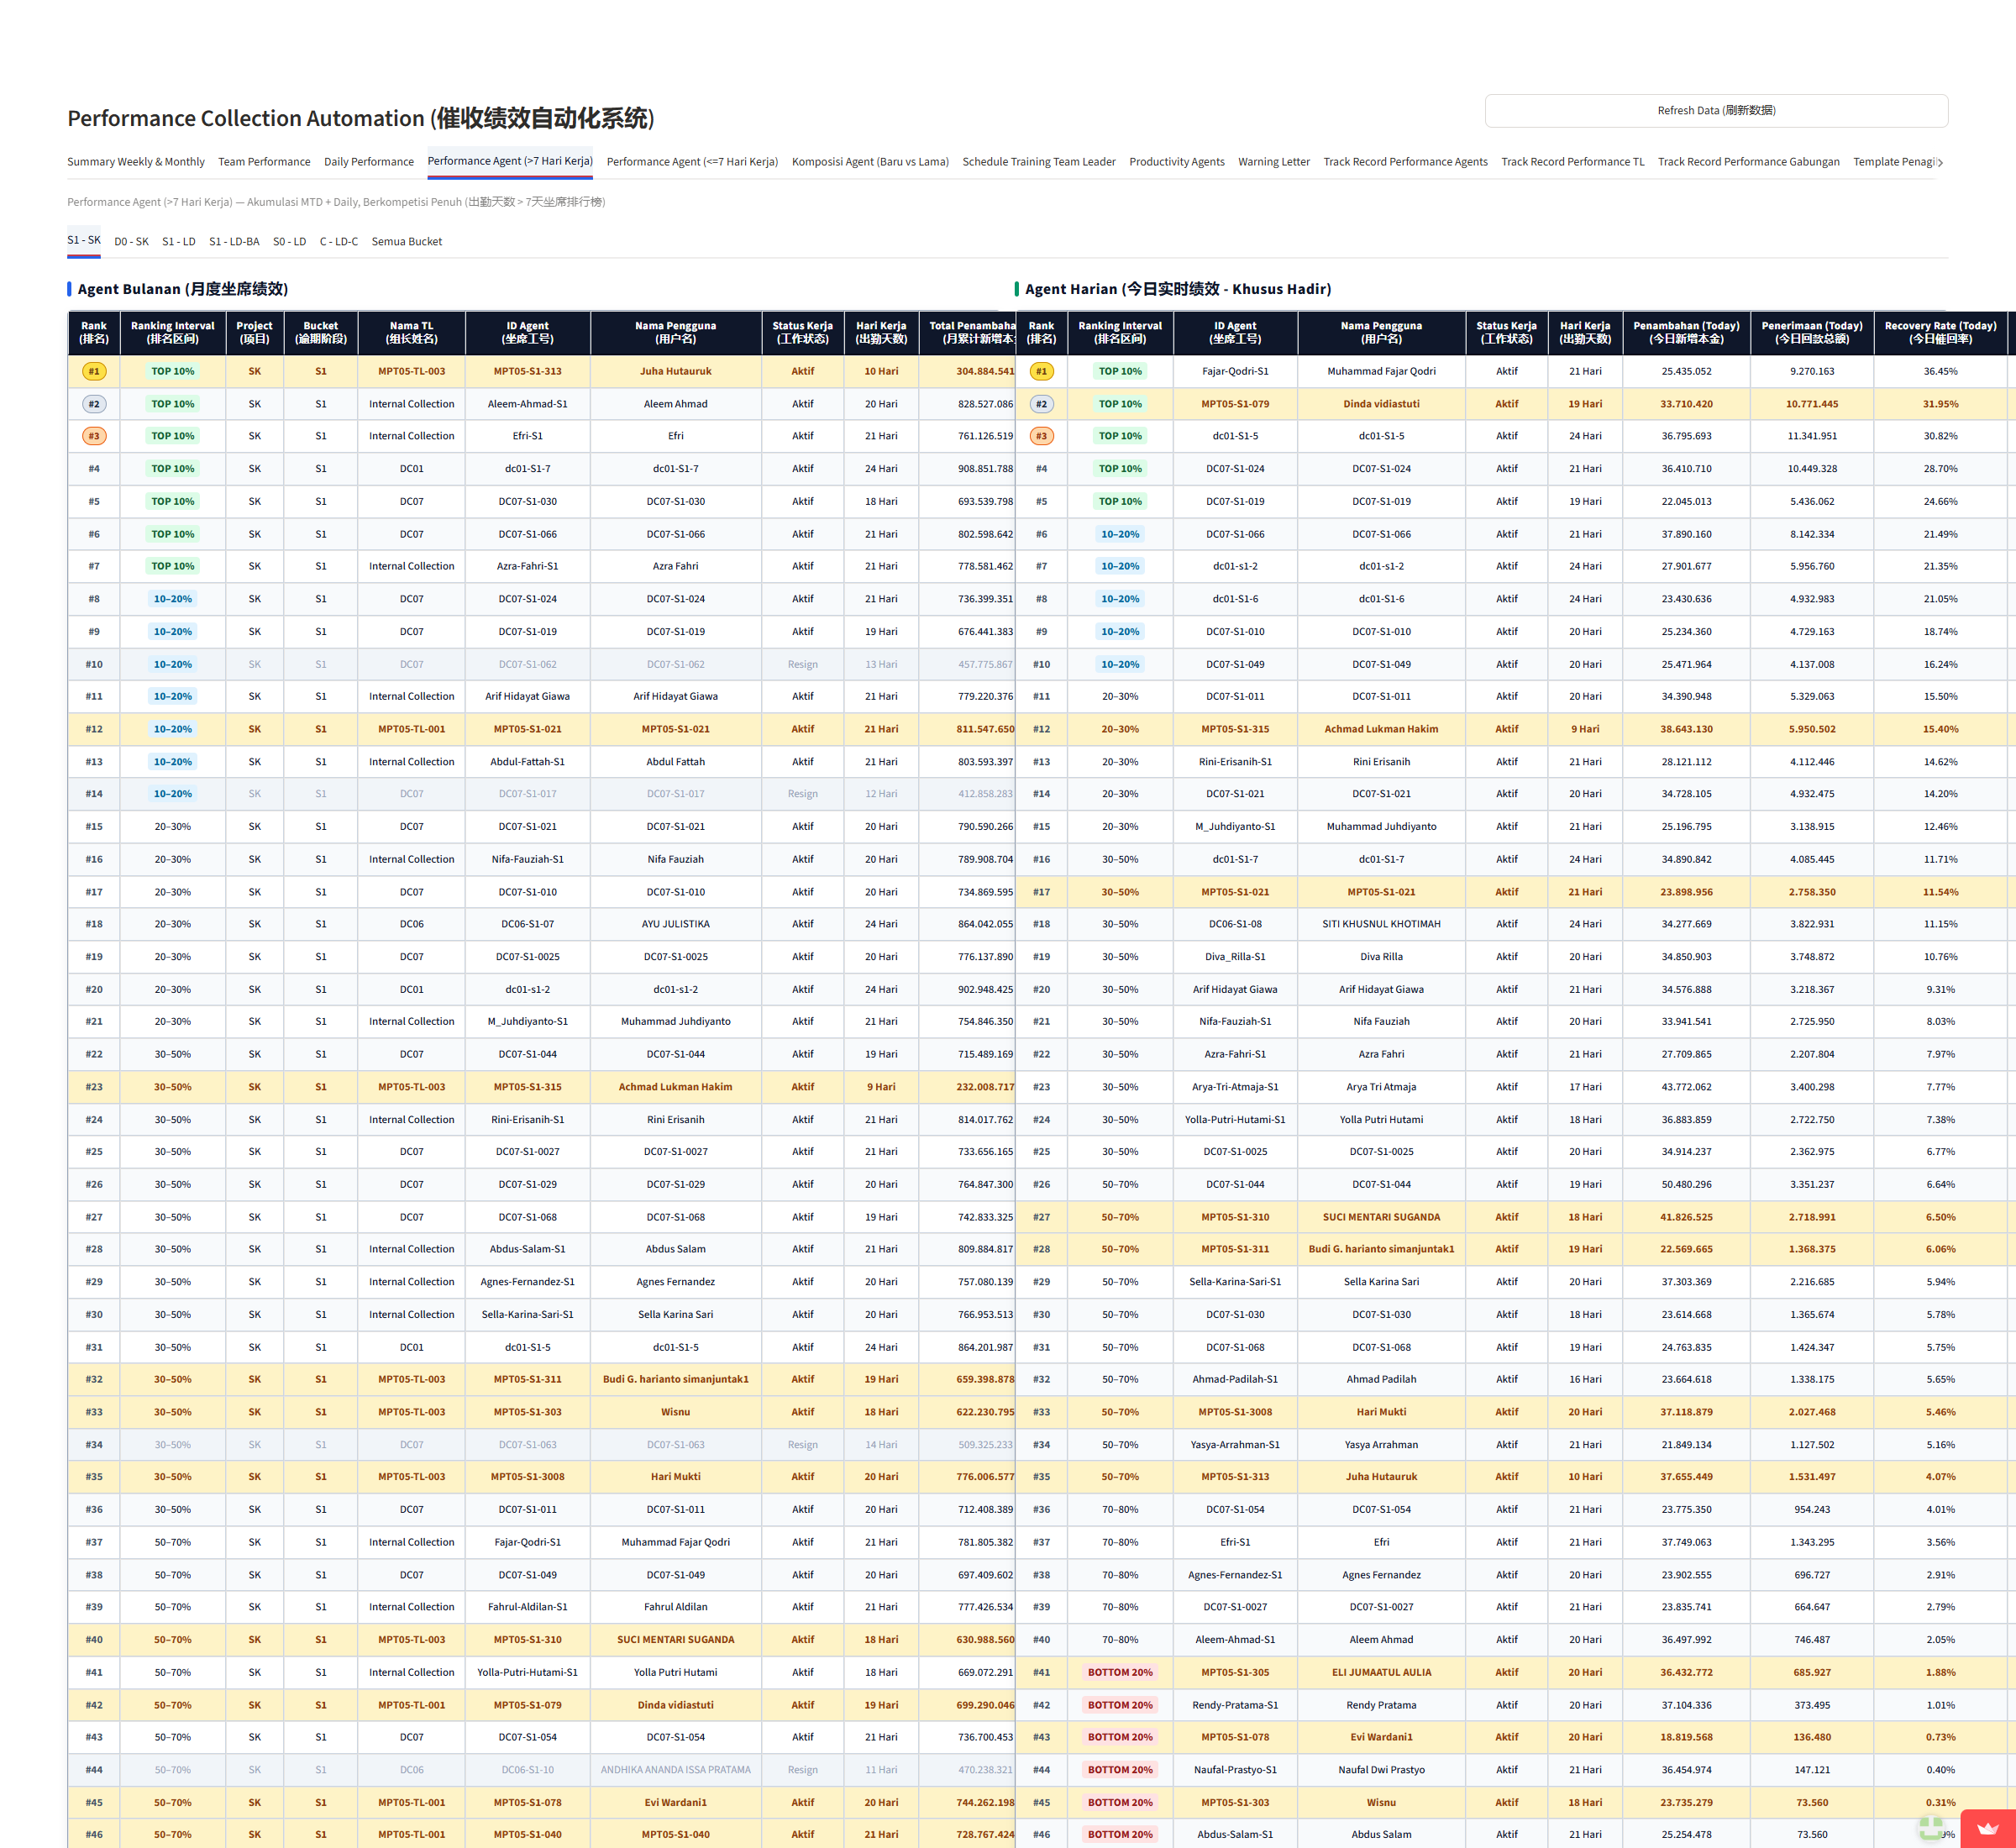 Performance Collection Automation (催收绩效自动化系统)
Refresh Data (刷新数据)
Summary Weekly & Monthly Team Performance Daily Performance Performance Agent (>7 Hari Kerja) Performance Agent (<=7 Hari Kerja) Komposisi Agent (Baru vs Lama) Schedule Training Team Leader Productivity Agents Warning Letter Track Record Performance Agents Track Record Performance TL Track Record Performance Gabungan Template Penagi
Performance Agent (>7 Hari Kerja) — Akumulasi MTD + Daily, Berkompetisi Penuh (出勤天数 > 7天坐席排行榜)
S1 - SK D0 - SK S1 - LD S1 - LD-BA S0 - LD C - LD-C Semua Bucket
Agent Bulanan (月度坐席绩效)
Rank Ranking Interval Project Bucket Nama TL ID Agent Nama Pengguna Status Kerja Hari Kerja Total Penambaha
(排名) (排名区间) (项目) (逾期阶段) (组长姓名) (坐席工号) (用户名) (工作状态) (出勤天数) (月累计新增本
#1 TOP 10% SK S1 MPT05-TL-003 MPT05-S1-313 Juha Hutauruk Aktif 10 Hari 304.884.541
#2 TOP 10% SK S1 Internal Collection Aleem-Ahmad-S1 Aleem Ahmad Aktif 20 Hari 828.527.086
#3 TOP 10% SK S1 Internal Collection Efri-S1 Efri Aktif 21 Hari 761.126.519
#4 TOP 10% SK S1 DC01 dc01-S1-7 dc01-S1-7 Aktif 24 Hari 908.851.788
#5 TOP 10% SK S1 DC07 DC07-S1-030 DC07-S1-030 Aktif 18 Hari 693.539.798
#6 TOP 10% SK S1 DC07 DC07-S1-066 DC07-S1-066 Aktif 21 Hari 802.598.642
#7 TOP 10% SK S1 Internal Collection Azra-Fahri-S1 Azra Fahri Aktif 21 Hari 778.581.462
#8 10–20% SK S1 DC07 DC07-S1-024 DC07-S1-024 Aktif 21 Hari 736.399.351
#9 10–20% SK S1 DC07 DC07-S1-019 DC07-S1-019 Aktif 19 Hari 676.441.383
#10 10–20% SK S1 DC07 DC07-S1-062 DC07-S1-062 Resign 13 Hari 457.775.867
#11 10–20% SK S1 Internal Collection Arif Hidayat Giawa Arif Hidayat Giawa Aktif 21 Hari 779.220.376
#12 10–20% SK S1 MPT05-TL-001 MPT05-S1-021 MPT05-S1-021 Aktif 21 Hari 811.547.650
#13 10–20% SK S1 Internal Collection Abdul-Fattah-S1 Abdul Fattah Aktif 21 Hari 803.593.397
#14 10–20% SK S1 DC07 DC07-S1-017 DC07-S1-017 Resign 12 Hari 412.858.283
#15 20–30% SK S1 DC07 DC07-S1-021 DC07-S1-021 Aktif 20 Hari 790.590.266
#16 20–30% SK S1 Internal Collection Nifa-Fauziah-S1 Nifa Fauziah Aktif 20 Hari 789.908.704
#17 20–30% SK S1 DC07 DC07-S1-010 DC07-S1-010 Aktif 20 Hari 734.869.595
#18 20–30% SK S1 DC06 DC06-S1-07 AYU JULISTIKA Aktif 24 Hari 864.042.055
#19 20–30% SK S1 DC07 DC07-S1-0025 DC07-S1-0025 Aktif 20 Hari 776.137.890
#20 20–30% SK S1 DC01 dc01-s1-2 dc01-s1-2 Aktif 24 Hari 902.948.425
#21 20–30% SK S1 Internal Collection M_Juhdiyanto-S1 Muhammad Juhdiyanto Aktif 21 Hari 754.846.350
#22 30–50% SK S1 DC07 DC07-S1-044 DC07-S1-044 Aktif 19 Hari 715.489.169
#23 30–50% SK S1 MPT05-TL-003 MPT05-S1-315 Achmad Lukman Hakim Aktif 9 Hari 232.008.717
#24 30–50% SK S1 Internal Collection Rini-Erisanih-S1 Rini Erisanih Aktif 21 Hari 814.017.762
#25 30–50% SK S1 DC07 DC07-S1-0027 DC07-S1-0027 Aktif 21 Hari 733.656.165
#26 30–50% SK S1 DC07 DC07-S1-029 DC07-S1-029 Aktif 20 Hari 764.847.300
#27 30–50% SK S1 DC07 DC07-S1-068 DC07-S1-068 Aktif 19 Hari 742.833.325
#28 30–50% SK S1 Internal Collection Abdus-Salam-S1 Abdus Salam Aktif 21 Hari 809.884.817
#29 30–50% SK S1 Internal Collection Agnes-Fernandez-S1 Agnes Fernandez Aktif 20 Hari 757.080.139
#30 30–50% SK S1 Internal Collection Sella-Karina-Sari-S1 Sella Karina Sari Aktif 20 Hari 766.953.513
#31 30–50% SK S1 DC01 dc01-S1-5 dc01-S1-5 Aktif 24 Hari 864.201.987
#32 30–50% SK S1 MPT05-TL-003 MPT05-S1-311 Budi G. harianto simanjuntak1 Aktif 19 Hari 659.398.878
#33 30–50% SK S1 MPT05-TL-003 MPT05-S1-303 Wisnu Aktif 18 Hari 622.230.795
#34 30–50% SK S1 DC07 DC07-S1-063 DC07-S1-063 Resign 14 Hari 509.325.233
#35 30–50% SK S1 MPT05-TL-003 MPT05-S1-3008 Hari Mukti Aktif 20 Hari 776.006.577
#36 30–50% SK S1 DC07 DC07-S1-011 DC07-S1-011 Aktif 20 Hari 712.408.389
#37 50–70% SK S1 Internal Collection Fajar-Qodri-S1 Muhammad Fajar Qodri Aktif 21 Hari 781.805.382
#38 50–70% SK S1 DC07 DC07-S1-049 DC07-S1-049 Aktif 20 Hari 697.409.602
#39 50–70% SK S1 Internal Collection Fahrul-Aldilan-S1 Fahrul Aldilan Aktif 21 Hari 777.426.534
#40 50–70% SK S1 MPT05-TL-003 MPT05-S1-310 SUCI MENTARI SUGANDA Aktif 18 Hari 630.988.560
#41 50–70% SK S1 Internal Collection Yolla-Putri-Hutami-S1 Yolla Putri Hutami Aktif 18 Hari 669.072.291
#42 50–70% SK S1 MPT05-TL-001 MPT05-S1-079 Dinda vidiastuti Aktif 19 Hari 699.290.046
#43 50–70% SK S1 DC07 DC07-S1-054 DC07-S1-054 Aktif 21 Hari 736.700.453
#44 50–70% SK S1 DC06 DC06-S1-10 ANDHIKA ANANDA ISSA PRATAMA Resign 11 Hari 470.238.321
#45 50–70% SK S1 MPT05-TL-001 MPT05-S1-078 Evi Wardani1 Aktif 20 Hari 744.262.198
#46 50–70% SK S1 MPT05-TL-001 MPT05-S1-040 MPT05-S1-040 Aktif 21 Hari 728.767.424
Agent Harian (今日实时绩效 - Khusus Hadir)
Rank Ranking Interval ID Agent Nama Pengguna Status Kerja Hari Kerja Penambahan (Today) Penerimaan (Today) Recovery Rate (Today)
(排名) (排名区间) (坐席工号) (用户名) (工作状态) (出勤天数) (今日新增本金) (今日回款总额) (今日催回率)
#1 TOP 10% Fajar-Qodri-S1 Muhammad Fajar Qodri Aktif 21 Hari 25.435.052 9.270.163 36.45%
#2 TOP 10% MPT05-S1-079 Dinda vidiastuti Aktif 19 Hari 33.710.420 10.771.445 31.95%
#3 TOP 10% dc01-S1-5 dc01-S1-5 Aktif 24 Hari 36.795.693 11.341.951 30.82%
#4 TOP 10% DC07-S1-024 DC07-S1-024 Aktif 21 Hari 36.410.710 10.449.328 28.70%
#5 TOP 10% DC07-S1-019 DC07-S1-019 Aktif 19 Hari 22.045.013 5.436.062 24.66%
#6 10–20% DC07-S1-066 DC07-S1-066 Aktif 21 Hari 37.890.160 8.142.334 21.49%
#7 10–20% dc01-s1-2 dc01-s1-2 Aktif 24 Hari 27.901.677 5.956.760 21.35%
#8 10–20% dc01-S1-6 dc01-S1-6 Aktif 24 Hari 23.430.636 4.932.983 21.05%
#9 10–20% DC07-S1-010 DC07-S1-010 Aktif 20 Hari 25.234.360 4.729.163 18.74%
#10 10–20% DC07-S1-049 DC07-S1-049 Aktif 20 Hari 25.471.964 4.137.008 16.24%
#11 20–30% DC07-S1-011 DC07-S1-011 Aktif 20 Hari 34.390.948 5.329.063 15.50%
#12 20–30% MPT05-S1-315 Achmad Lukman Hakim Aktif 9 Hari 38.643.130 5.950.502 15.40%
#13 20–30% Rini-Erisanih-S1 Rini Erisanih Aktif 21 Hari 28.121.112 4.112.446 14.62%
#14 20–30% DC07-S1-021 DC07-S1-021 Aktif 20 Hari 34.728.105 4.932.475 14.20%
#15 20–30% M_Juhdiyanto-S1 Muhammad Juhdiyanto Aktif 21 Hari 25.196.795 3.138.915 12.46%
#16 30–50% dc01-S1-7 dc01-S1-7 Aktif 24 Hari 34.890.842 4.085.445 11.71%
#17 30–50% MPT05-S1-021 MPT05-S1-021 Aktif 21 Hari 23.898.956 2.758.350 11.54%
#18 30–50% DC06-S1-08 SITI KHUSNUL KHOTIMAH Aktif 24 Hari 34.277.669 3.822.931 11.15%
#19 30–50% Diva_Rilla-S1 Diva Rilla Aktif 20 Hari 34.850.903 3.748.872 10.76%
#20 30–50% Arif Hidayat Giawa Arif Hidayat Giawa Aktif 21 Hari 34.576.888 3.218.367 9.31%
#21 30–50% Nifa-Fauziah-S1 Nifa Fauziah Aktif 20 Hari 33.941.541 2.725.950 8.03%
#22 30–50% Azra-Fahri-S1 Azra Fahri Aktif 21 Hari 27.709.865 2.207.804 7.97%
#23 30–50% Arya-Tri-Atmaja-S1 Arya Tri Atmaja Aktif 17 Hari 43.772.062 3.400.298 7.77%
#24 30–50% Yolla-Putri-Hutami-S1 Yolla Putri Hutami Aktif 18 Hari 36.883.859 2.722.750 7.38%
#25 30–50% DC07-S1-0025 DC07-S1-0025 Aktif 20 Hari 34.914.237 2.362.975 6.77%
#26 30–50% DC07-S1-044 DC07-S1-044 Aktif 19 Hari 50.480.296 3.351.237 6.64%
#27 50–70% MPT05-S1-310 SUCI MENTARI SUGANDA Aktif 18 Hari 41.826.525 2.718.991 6.50%
#28 50–70% MPT05-S1-311 Budi G. harianto simanjuntak1 Aktif 19 Hari 22.569.665 1.368.375 6.06%
#29 50–70% Sella-Karina-Sari-S1 Sella Karina Sari Aktif 20 Hari 37.303.369 2.216.685 5.94%
#30 50–70% DC07-S1-030 DC07-S1-030 Aktif 18 Hari 23.614.668 1.365.674 5.78%
#31 50–70% DC07-S1-068 DC07-S1-068 Aktif 19 Hari 24.763.835 1.424.347 5.75%
#32 50–70% Ahmad-Padilah-S1 Ahmad Padilah Aktif 16 Hari 23.664.618 1.338.175 5.65%
#33 50–70% MPT05-S1-3008 Hari Mukti Aktif 20 Hari 37.118.879 2.027.468 5.46%
#34 50–70% Yasya-Arrahman-S1 Yasya Arrahman Aktif 21 Hari 21.849.134 1.127.502 5.16%
#35 50–70% MPT05-S1-313 Juha Hutauruk Aktif 10 Hari 37.655.449 1.531.497 4.07%
#36 70–80% DC07-S1-054 DC07-S1-054 Aktif 21 Hari 23.775.350 954.243 4.01%
#37 70–80% Efri-S1 Efri Aktif 21 Hari 37.749.063 1.343.295 3.56%
#38 70–80% Agnes-Fernandez-S1 Agnes Fernandez Aktif 20 Hari 23.902.555 696.727 2.91%
#39 70–80% DC07-S1-0027 DC07-S1-0027 Aktif 21 Hari 23.835.741 664.647 2.79%
#40 70–80% Aleem-Ahmad-S1 Aleem Ahmad Aktif 20 Hari 36.497.992 746.487 2.05%
#41 BOTTOM 20% MPT05-S1-305 ELI JUMAATUL AULIA Aktif 20 Hari 36.432.772 685.927 1.88%
#42 BOTTOM 20% Rendy-Pratama-S1 Rendy Pratama Aktif 20 Hari 37.104.336 373.495 1.01%
#43 BOTTOM 20% MPT05-S1-078 Evi Wardani1 Aktif 20 Hari 18.819.568 136.480 0.73%
#44 BOTTOM 20% Naufal-Prastyo-S1 Naufal Dwi Prastyo Aktif 21 Hari 36.454.974 147.121 0.40%
#45 BOTTOM 20% MPT05-S1-303 Wisnu Aktif 18 Hari 23.735.279 73.560 0.31%
#46 BOTTOM 20% Abdus-Salam-S1 Abdus Salam Aktif 21 Hari 25.254.478 73.560